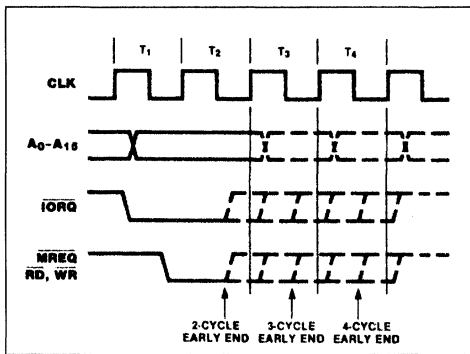 T1 T2 T3 T4
CLK
A0-A15
IORQ
MREQ
RD, WR
2-CYCLE EARLY END
3-CYCLE EARLY END
4-CYCLE EARLY END